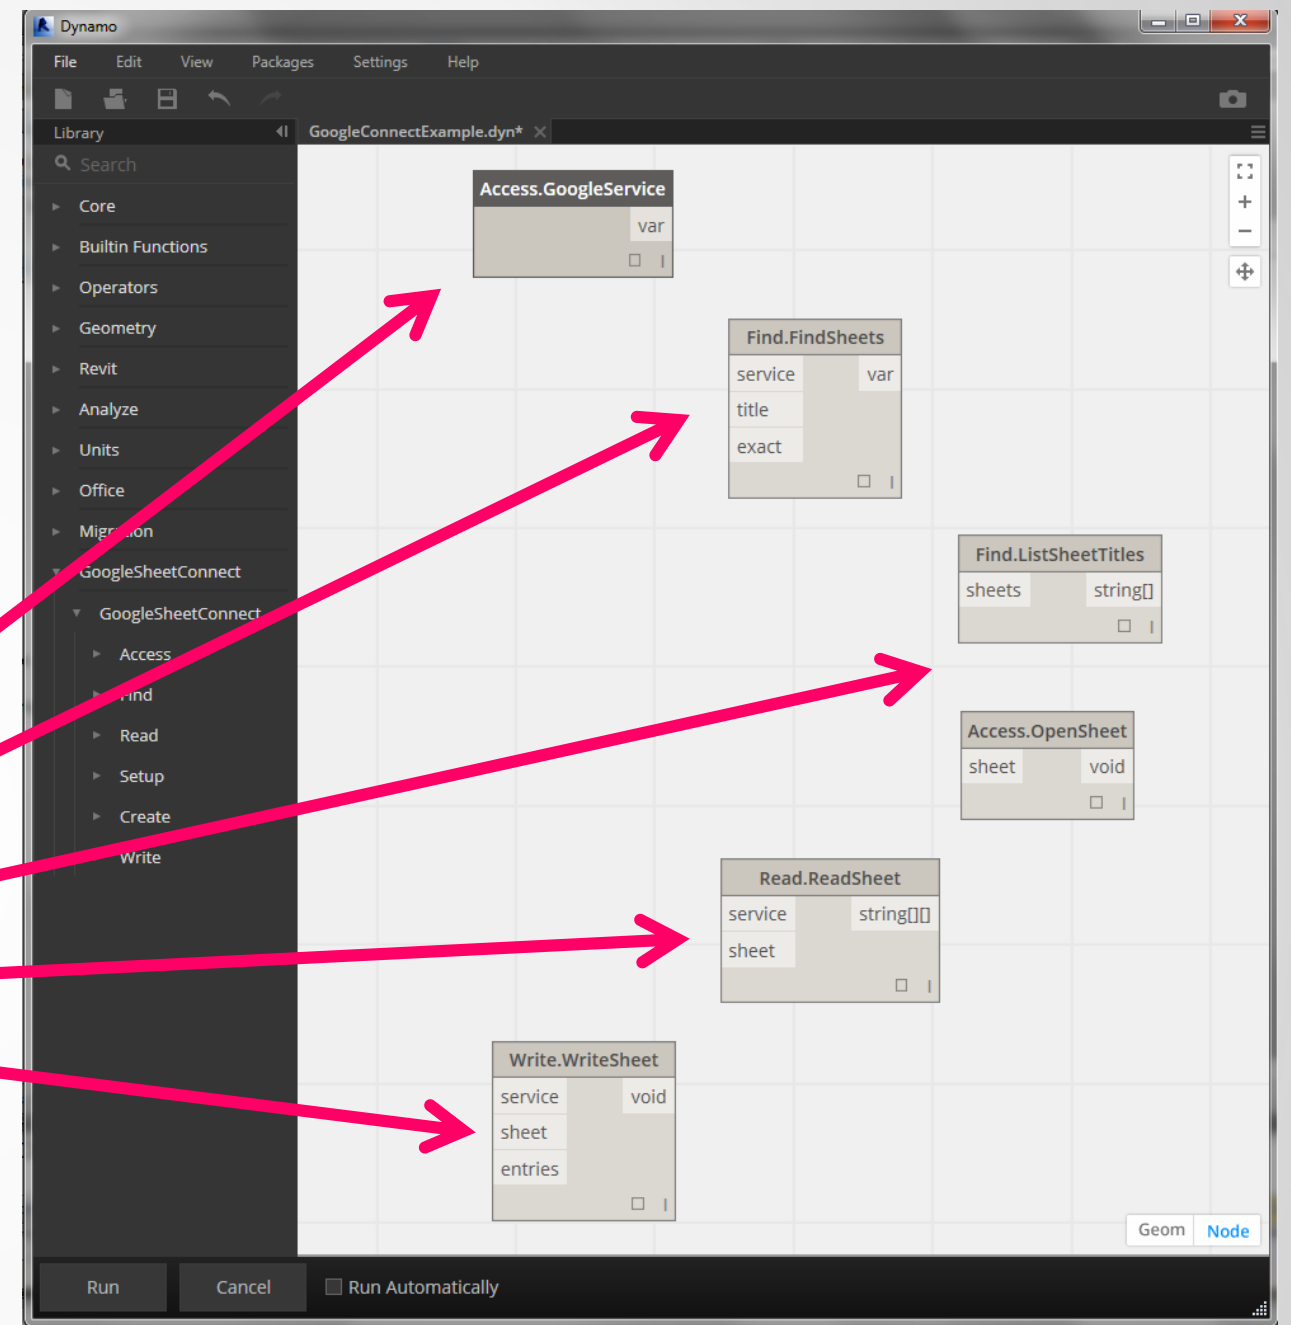 Dynamo
File Edit View Packages Settings Help
Library
GoogleConnectExample.dyn*
Search
Core
Builtin Functions
Operators
Geometry
Revit
Analyze
Units
Office
Migration
GoogleSheetConnect
GoogleSheetConnect
Access
Find
Read
Setup
Create
Write
Access.GoogleService
var
Find.FindSheets
service var
title
exact
Find.ListSheetTitles
sheets string[]
Access.OpenSheet
sheet void
Read.ReadSheet
service string[][]
sheet
Write.WriteSheet
service void
sheet
entries
Geom Node
Run Cancel Run Automatically